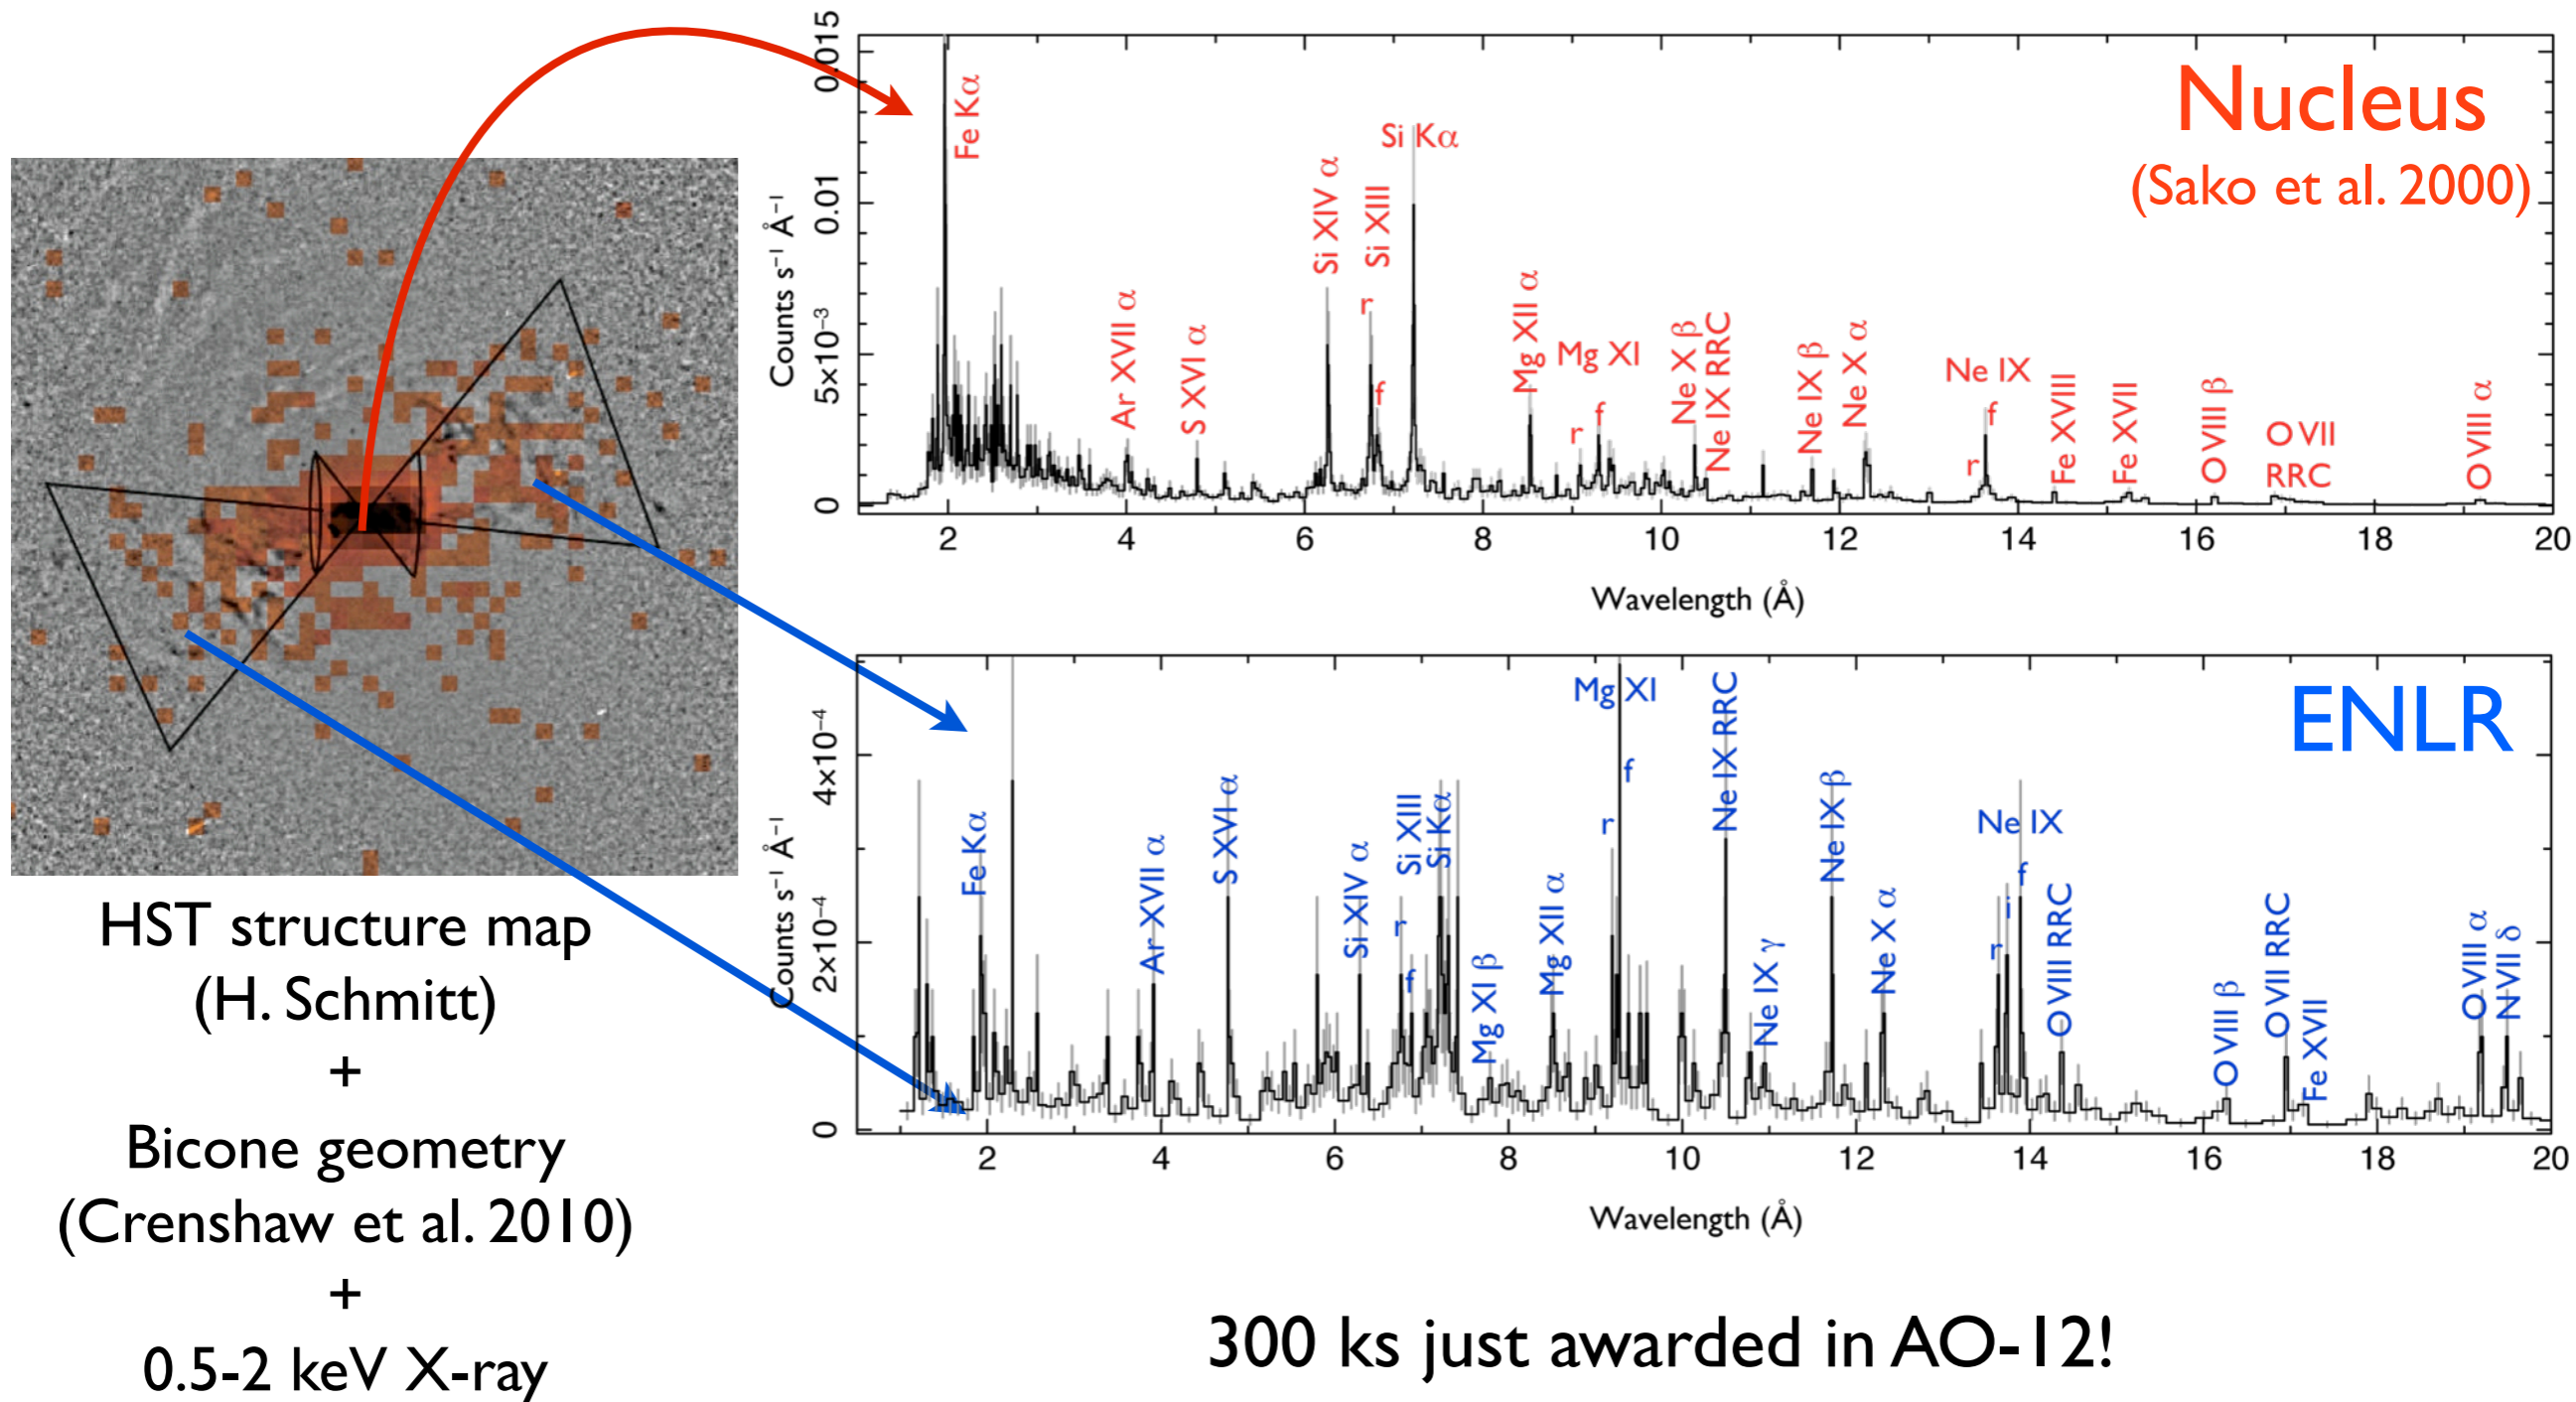 Nucleus
(Sako et al. 2000)
Counts s⁻¹ Å⁻¹
0 5×10⁻³ 0.01 0.015
Fe Kα
Ar XVII α
S XVI α
Si XIV α
Si XIII
r
f
Si Kα
Mg XII α
Mg XI
r
f
Ne X β
Ne IX RRC
Ne IX β
Ne X α
Ne IX
r
f
Fe XVIII
Fe XVII
O VIII β
O VII
RRC
O VIII α
2 4 6 8 10 12 14 16 18 20
Wavelength (Å)
ENLR
Counts s⁻¹ Å⁻¹
0 2×10⁻⁴ 4×10⁻⁴
Fe Kα
Ar XVII α
S XVI α
Si XIV α
Si XIII
r
f
Si Kα
Mg XI β
Mg XII α
Mg XI
r
f
Ne IX RRC
Ne IX γ
Ne IX β
Ne X α
Ne IX
r
i
f
O VIII RRC
O VIII β
O VII RRC
Fe XVII
O VIII α
N VII δ
2 4 6 8 10 12 14 16 18 20
Wavelength (Å)
HST structure map
(H. Schmitt)
+
Bicone geometry
(Crenshaw et al. 2010)
+
0.5-2 keV X-ray
300 ks just awarded in AO-12!